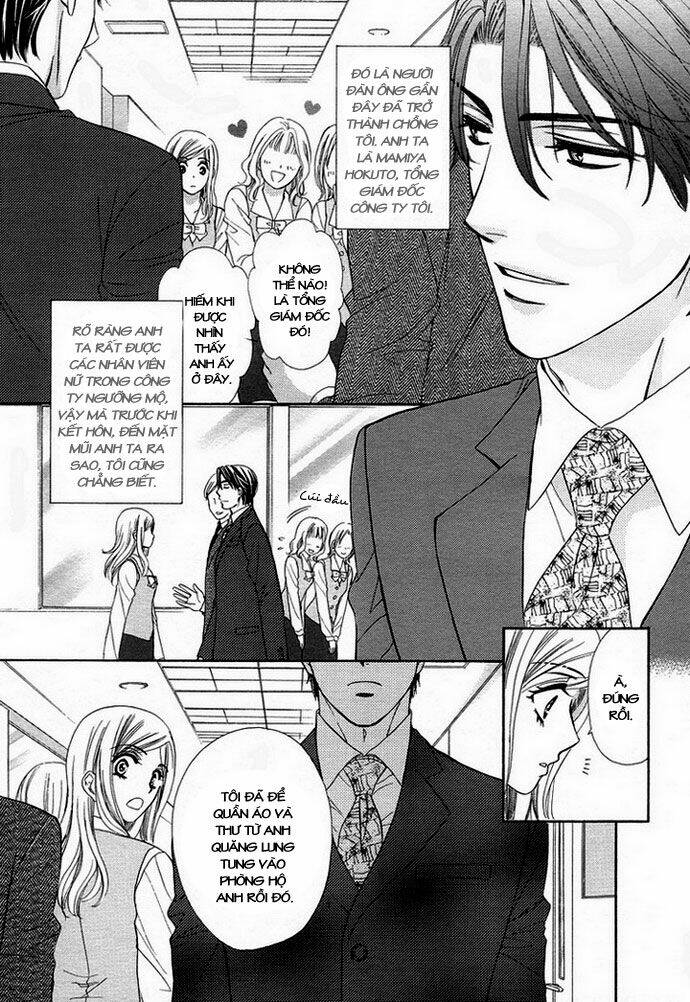 ĐÓ LÀ NGƯỜI
ĐÀN ÔNG GẦN
ĐÂY ĐÃ TRỞ
THÀNH CHỒNG
TÔI. ANH TA
LÀ MAMIYA
HOKUTO, TỔNG
GIÁM ĐỐC
CÔNG TY TÔI.
KHÔNG
THỂ NÀO!
LÀ TỔNG
GIÁM ĐỐC
ĐÓ!
HIẾM KHI
ĐƯỢC
NHÌN
THẤY
ANH ẤY
Ở ĐÂY.
RÕ RÀNG ANH
TA RẤT ĐƯỢC
CÁC NHÂN VIÊN
NỮ TRONG CÔNG
TY NGƯỠNG MỘ,
VẬY MÀ TRƯỚC KHI
KẾT HÔN, ĐẾN MẶT
MŨI ANH TA RA
SAO, TÔI CŨNG
CHẲNG BIẾT.
Cúi đầu
À,
ĐÚNG
RỒI.
TÔI ĐÃ ĐỂ
QUẦN ÁO VÀ
THƯ TỪ ANH
QUĂNG LUNG
TUNG VÀO
PHÒNG HỘ
ANH RỒI ĐÓ.